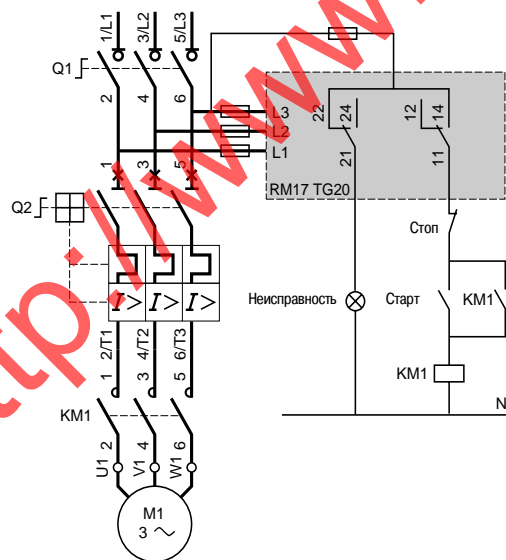 1/L1 3/L2 5/L3
Q1
2 4 6
L3
L2
L1
22 24
21
12 14
11
RM17 TG20
1 3 5
Q2
I> I> I>
2/T1 4/T2 6/T3
Стоп
Неисправность
Старт
KM1
KM1
N
1 3 5
KM1
2 4 6
U1 V1 W1
M1
3 ~
ttp://www.